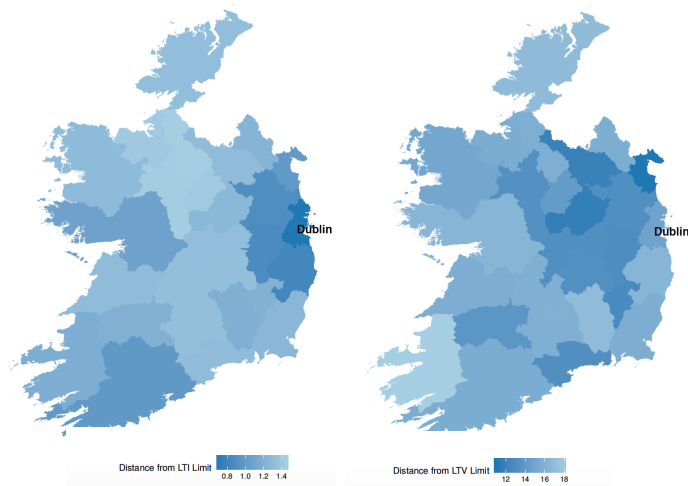 Dublin
Dublin
Distance from LTI Limit
0.8 1.0 1.2 1.4
Distance from LTV Limit
12 14 16 18